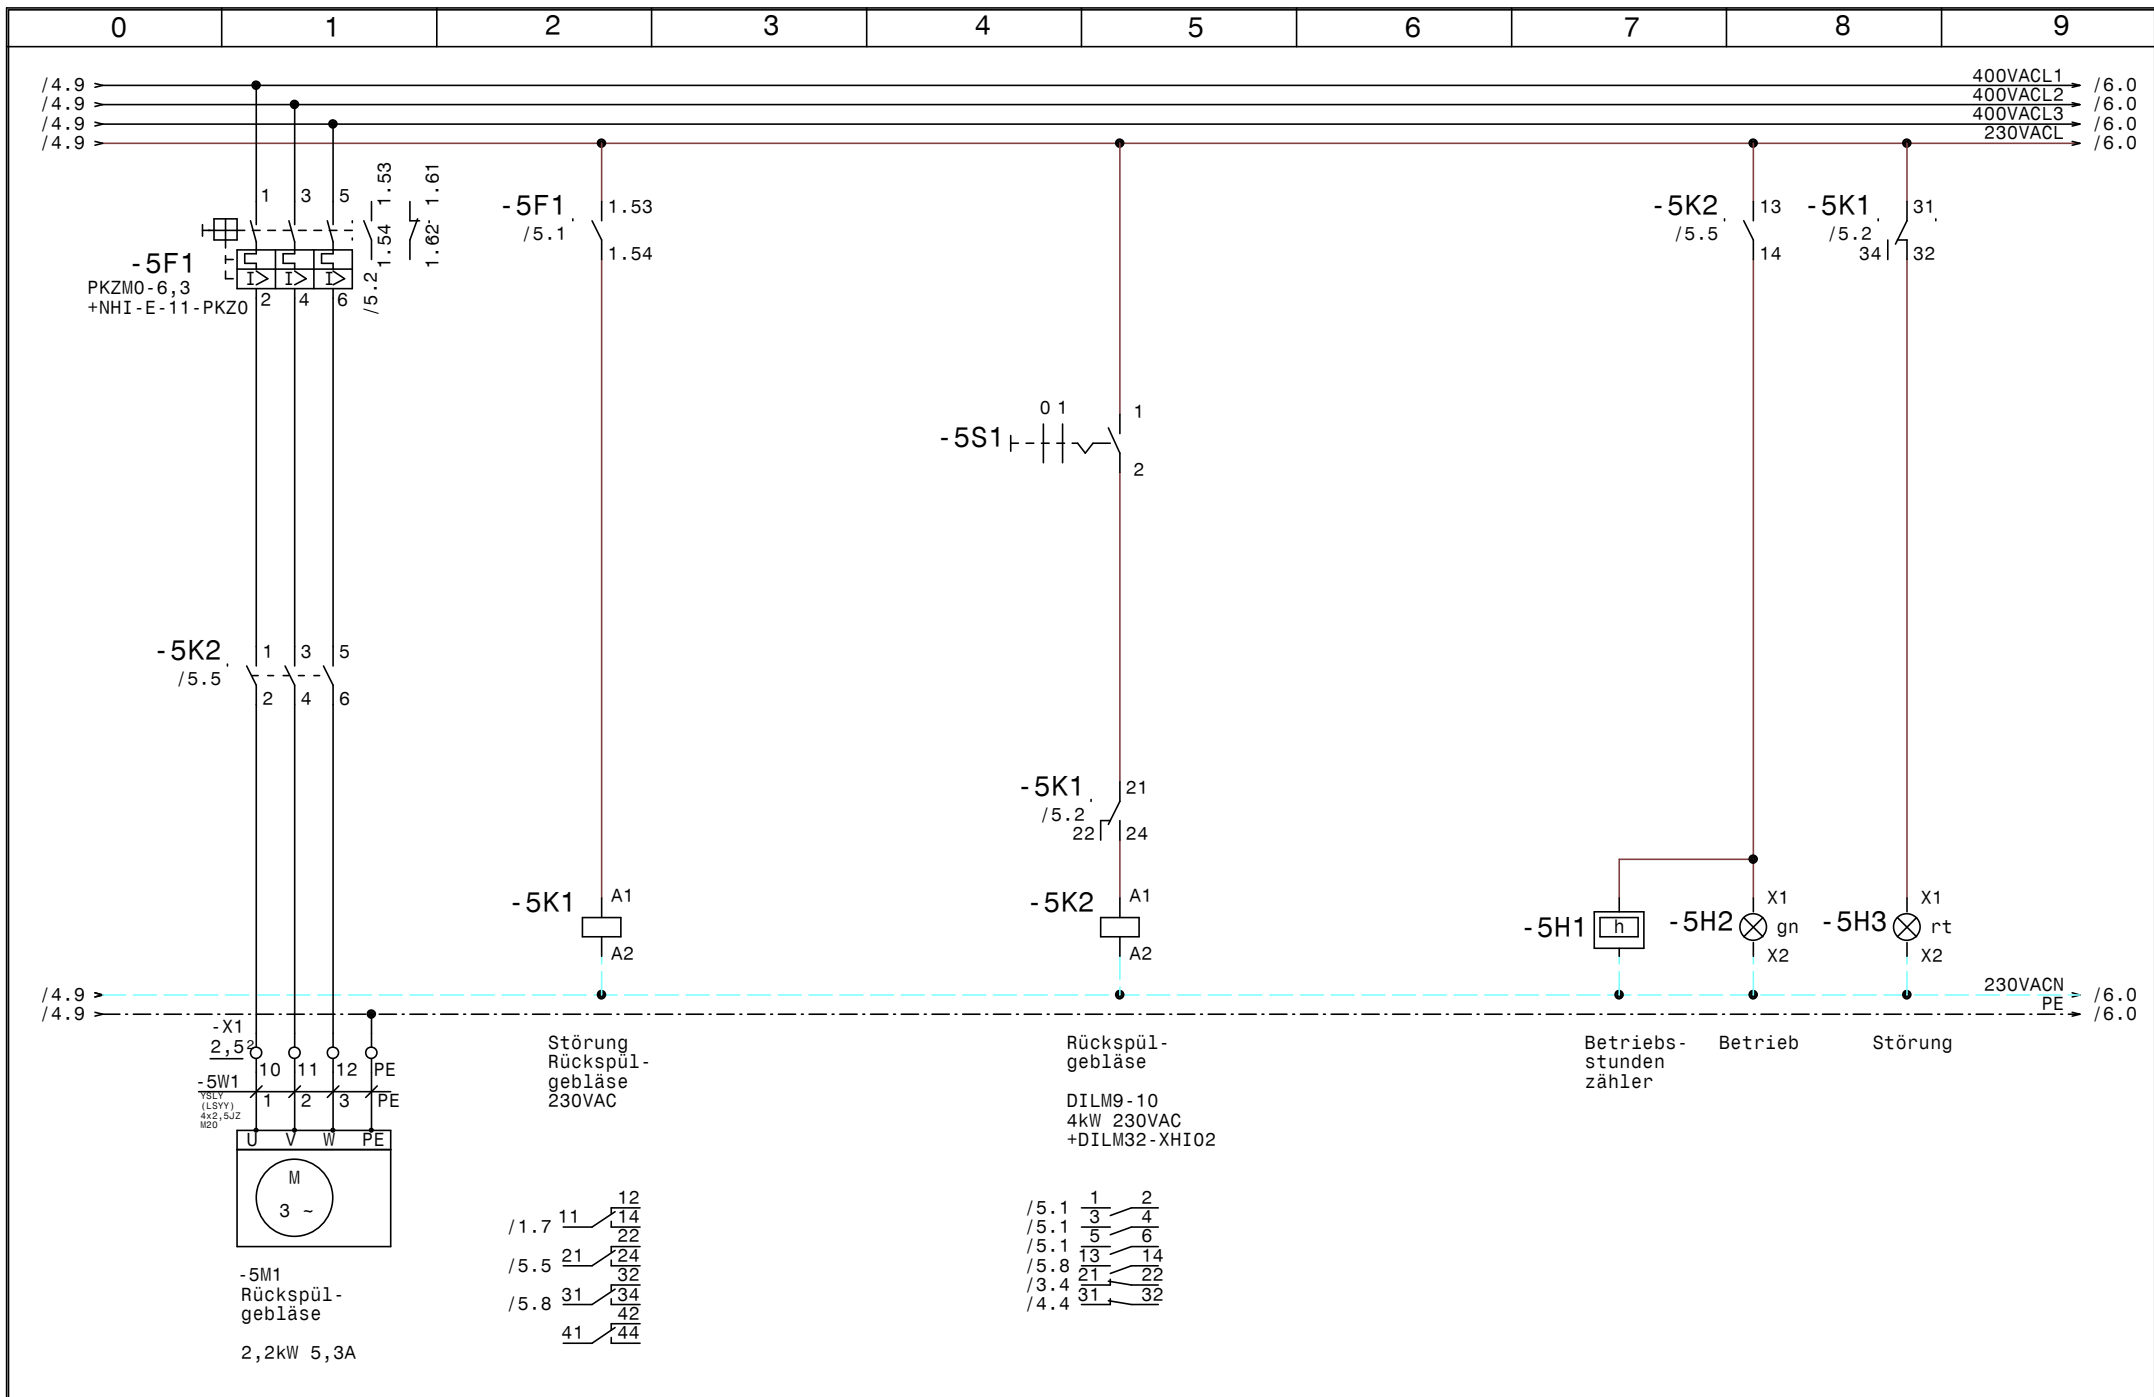 0 1 2 3 4 5 6 7 8 9
/4.9 400VACL1 /6.0
/4.9 400VACL2 /6.0
/4.9 400VACL3 /6.0
/4.9 230VACL /6.0
1 3 5 1.53 1.61
1.54 1.62
-5F1
PKZM0-6,3
+NHI-E-11-PKZ0
I> I> I>
2 4 6 /5.2
-5F1 1.53
/5.1
1.54
-5K2 13
/5.5
14
-5K1 31
/5.2
34 32
0 1 1
-5S1
2
-5K2 1 3 5
/5.5
2 4 6
-5K1 21
/5.2
22 24
-5K1 A1
A2
-5K2 A1
A2
-5H1 h
-5H2 X1
gn
X2
-5H3 X1
rt
X2
/4.9 230VACN /6.0
/4.9 PE /6.0
-X1
2,5²
10 11 12 PE
-5W1
YSLY
(LSYY)
4x2,5JZ
M20
1 2 3 PE
U V W PE
M
3 ~
-5M1
Rückspül-
gebläse
2,2kW 5,3A
Störung
Rückspül-
gebläse
230VAC
Rückspül-
gebläse
DILM9-10
4kW 230VAC
+DILM32-XHI02
Betriebs-
stunden
zähler
Betrieb
Störung
12
/1.7 11 14
22
/5.5 21 24
32
/5.8 31 34
42
41 44
/5.1 1 2
/5.1 3 4
/5.1 5 6
/5.8 13 14
/3.4 21 22
/4.4 31 32